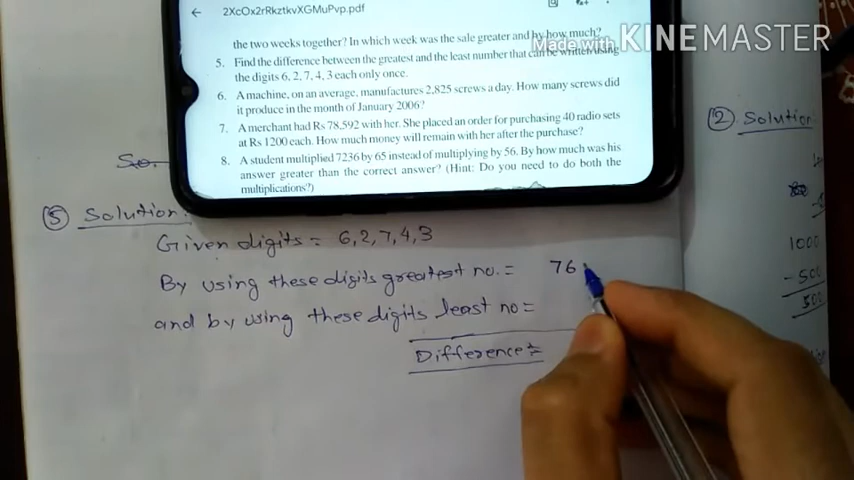 ← 2XcOx2rRkztkvXGMuPvp.pdf
the two weeks together? In which week was the sale greater and by how much?
Made with KINEMASTER
5. Find the difference between the greatest and the least number that can be written using
the digits 6, 2, 7, 4, 3 each only once.
6. A machine, on an average, manufactures 2,825 screws a day. How many screws did
it produce in the month of January 2006?
7. A merchant had Rs 78,592 with her. She placed an order for purchasing 40 radio sets
at Rs 1200 each. How much money will remain with her after the purchase?
8. A student multiplied 7236 by 65 instead of multiplying by 56. By how much was his
answer greater than the correct answer? (Hint: Do you need to do both the
multiplications?)
So.
5 Solution:
Given digits = 6, 2, 7, 4, 3
By using these digits greatest no. = 76
and by using these digits least no =
Difference =
2 Solution
1000
- 500
500